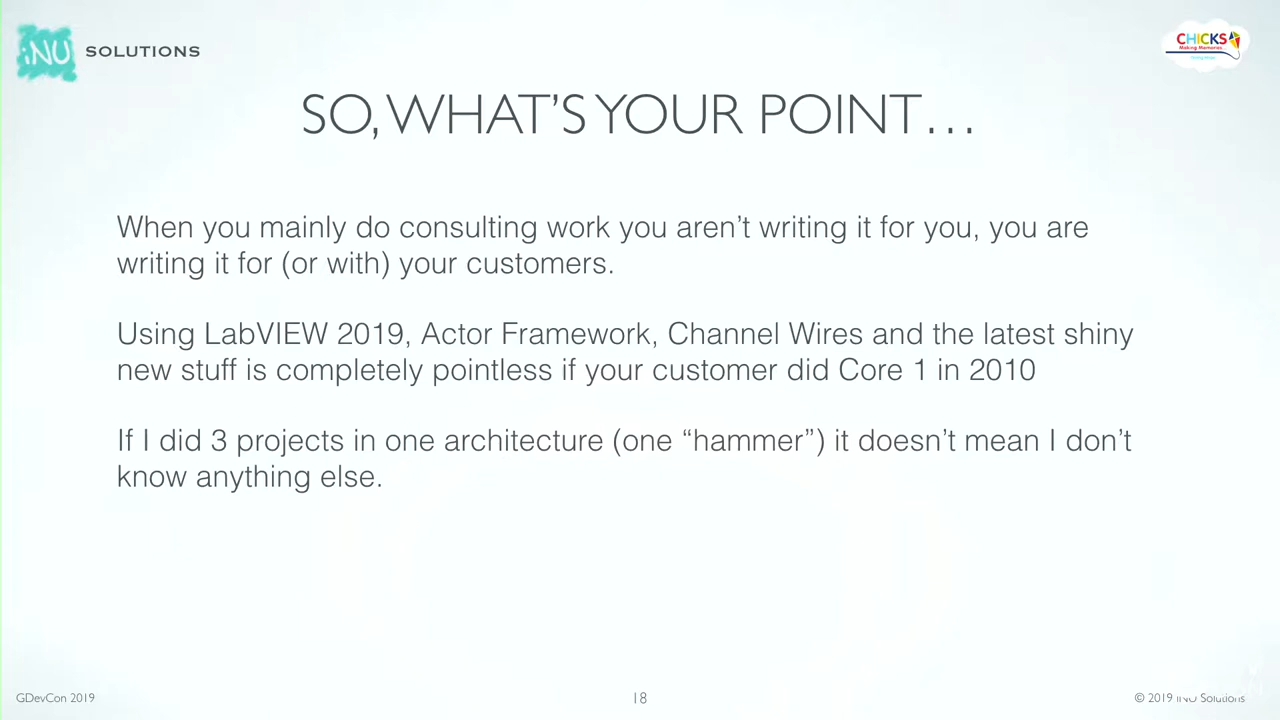 iNU SOLUTIONS
CHICKS
Making Memories...
SO, WHAT'S YOUR POINT…
When you mainly do consulting work you aren't writing it for you, you are
writing it for (or with) your customers.
Using LabVIEW 2019, Actor Framework, Channel Wires and the latest shiny
new stuff is completely pointless if your customer did Core 1 in 2010
If I did 3 projects in one architecture (one “hammer”) it doesn't mean I don't
know anything else.
GDevCon 2019
18
© 2019 iNU Solutions